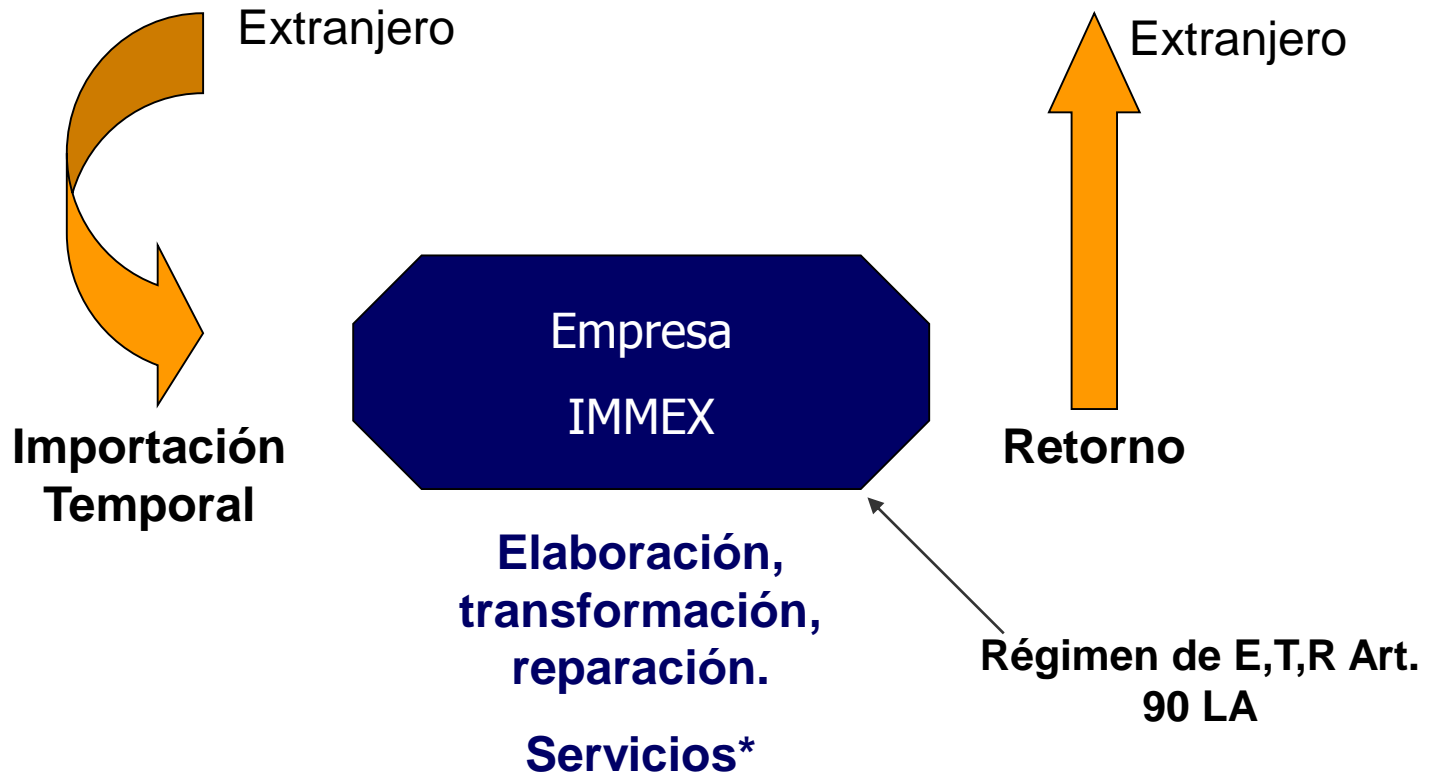 Extranjero
Extranjero
Empresa
IMMEX
Importación
Temporal
Retorno
Elaboración,
transformación,
reparación.
Servicios*
Régimen de E,T,R Art.
90 LA